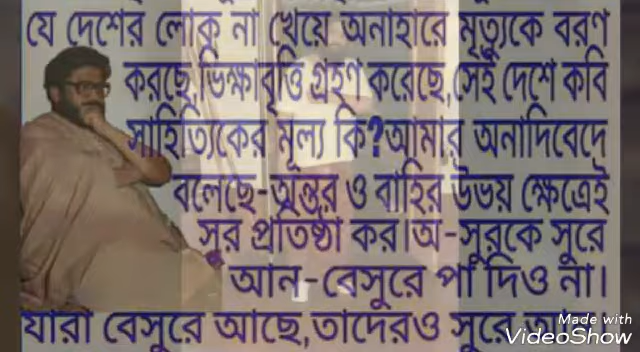 যে দেশের লোক না খেয়ে অনাহারে মৃত্যুকে বরণ
করছে,ভিক্ষাবৃত্তি গ্রহণ করেছে,সেই দেশে কবি
সাহিত্যিকের মূল্য কি?আমার অনাদিবেদে
বলেছে-অন্তর ও বাহির উভয় ক্ষেত্রেই
সুর প্রতিষ্ঠা কর।অ-সুরকে সুরে
আন-বেসুরে পা দিও না।
যারা বেসুরে আছে,তাদেরও সুরে
Made with
VideoShow